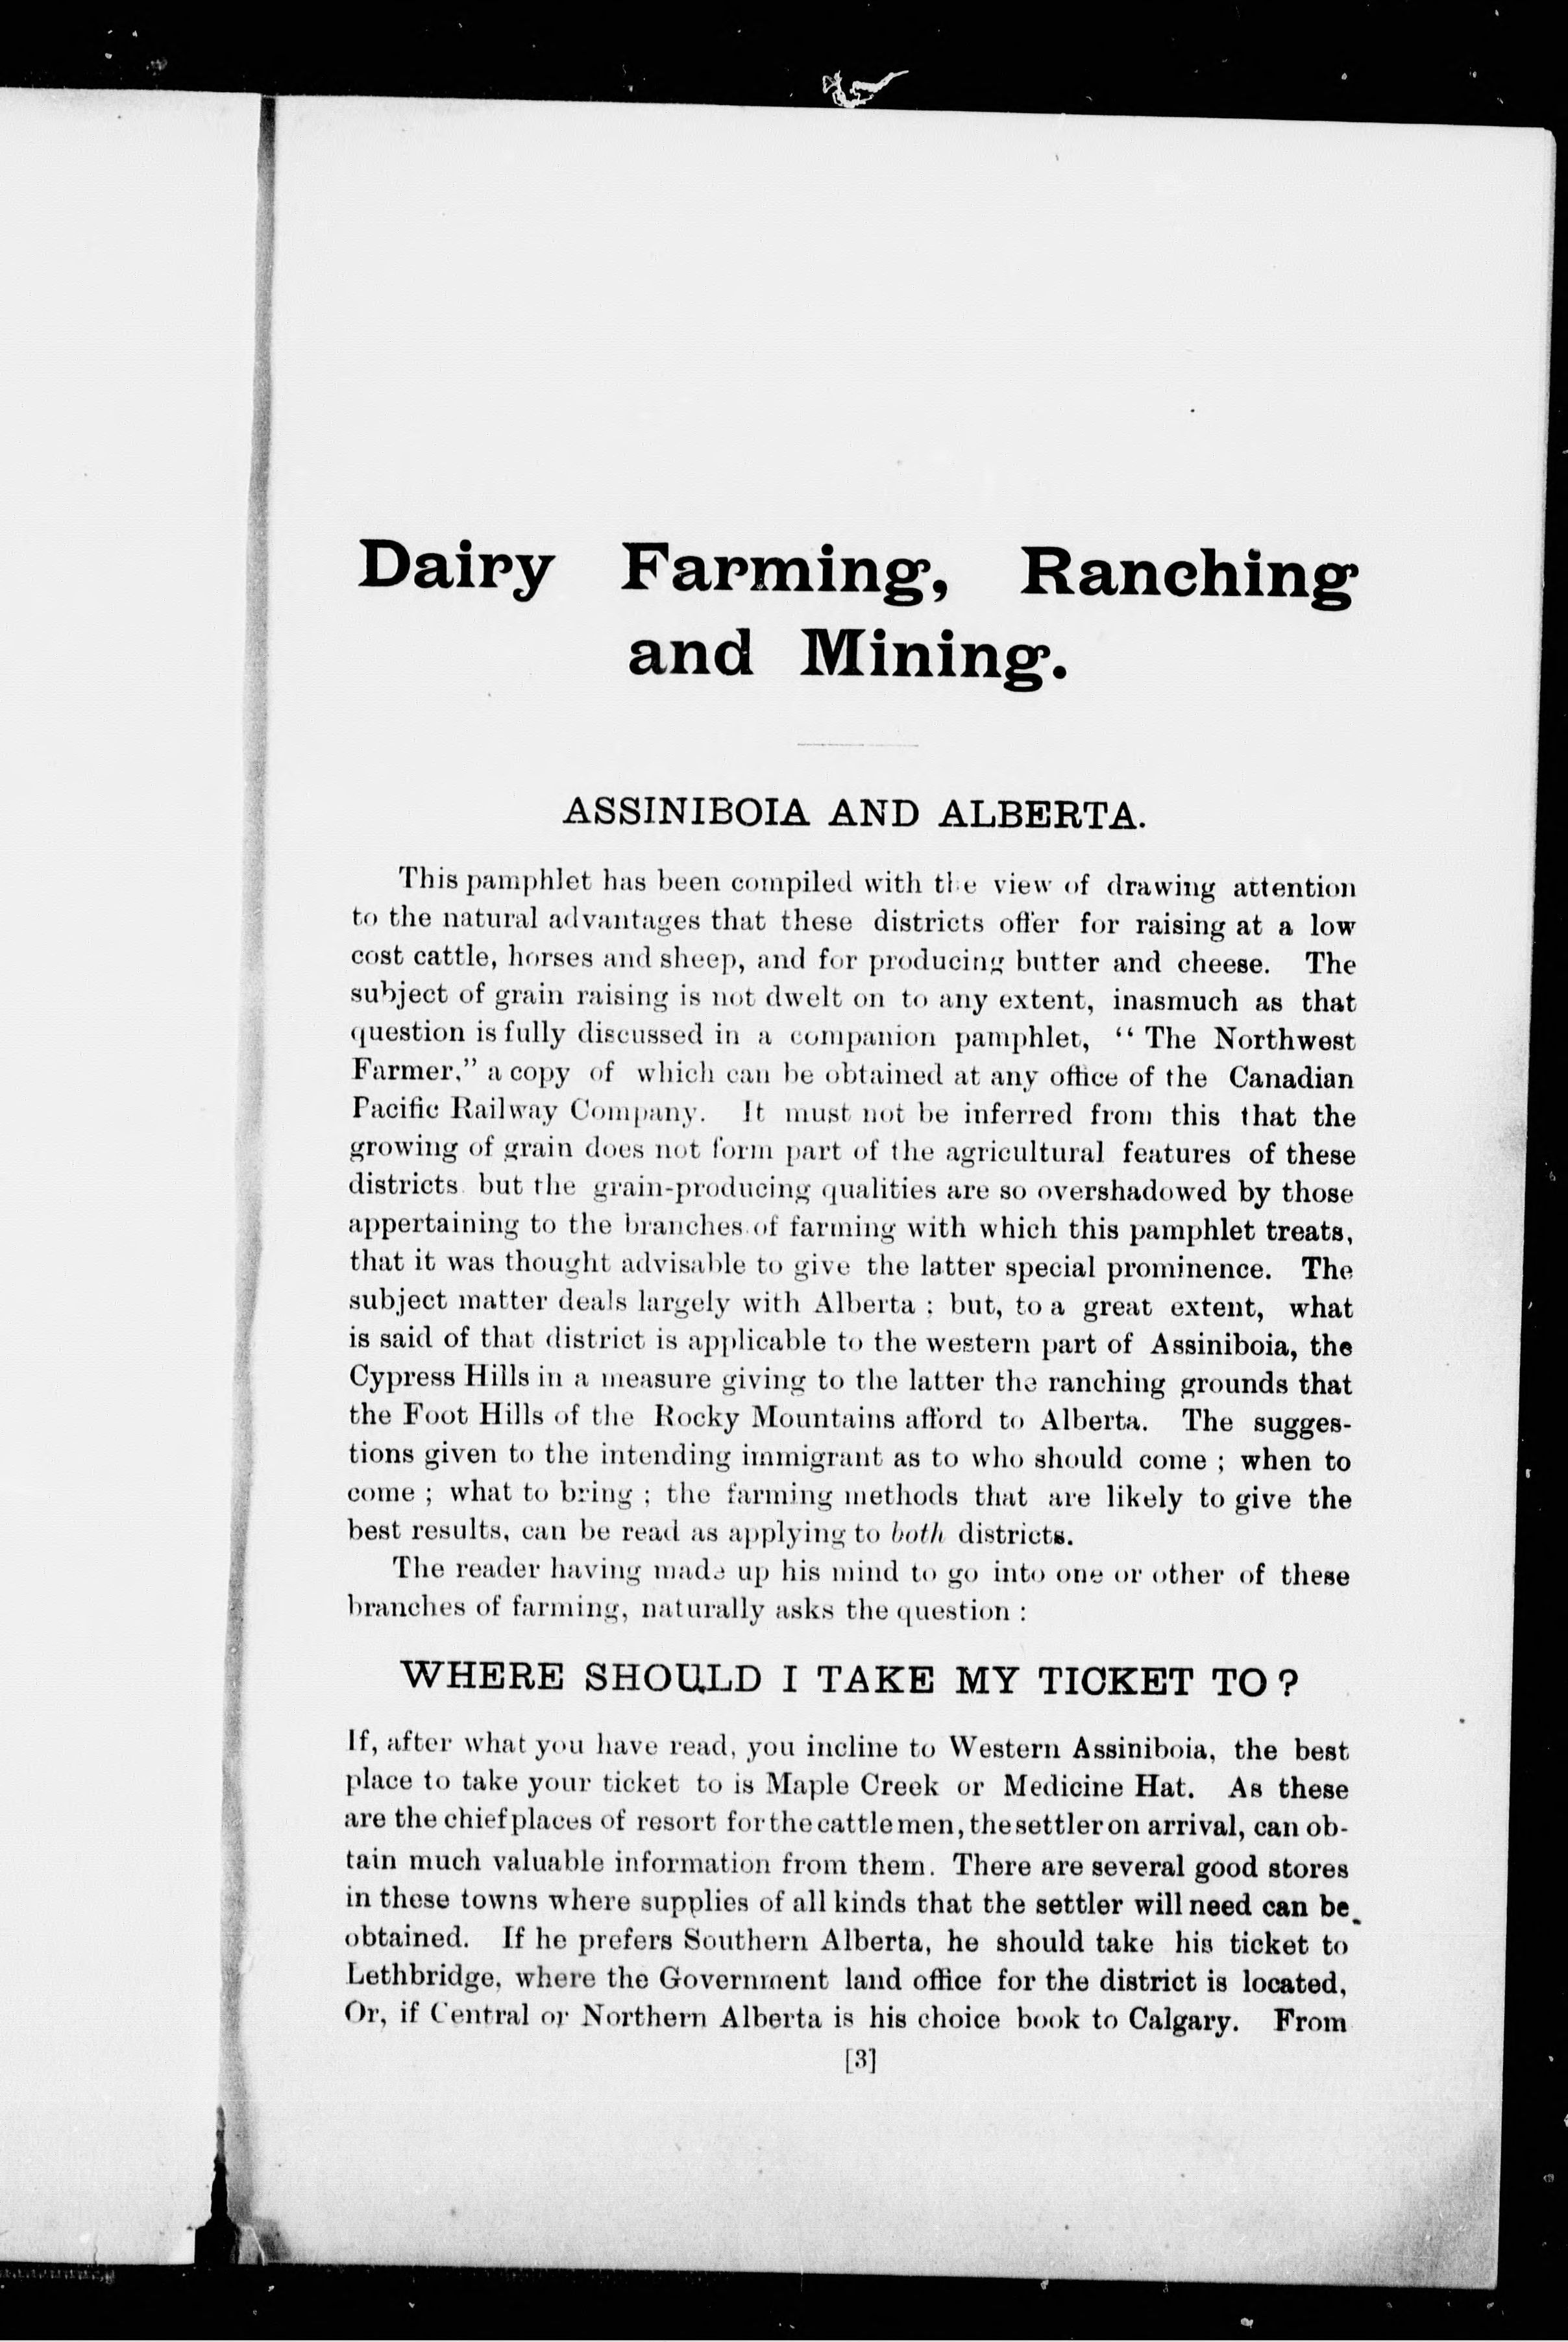 Dairy Farming, Ranching
and Mining.
ASSINIBOIA AND ALBERTA.
This pamphlet has been compiled with the view of drawing attention
to the natural advantages that these districts offer for raising at a low
cost cattle, horses and sheep, and for producing butter and cheese. The
subject of grain raising is not dwelt on to any extent, inasmuch as that
question is fully discussed in a companion pamphlet, “ The Northwest
Farmer,” a copy of which can be obtained at any office of the Canadian
Pacific Railway Company. It must not be inferred from this that the
growing of grain does not form part of the agricultural features of these
districts but the grain-producing qualities are so overshadowed by those
appertaining to the branches of farming with which this pamphlet treats,
that it was thought advisable to give the latter special prominence. The
subject matter deals largely with Alberta ; but, to a great extent, what
is said of that district is applicable to the western part of Assiniboia, the
Cypress Hills in a measure giving to the latter the ranching grounds that
the Foot Hills of the Rocky Mountains afford to Alberta. The sugges-
tions given to the intending immigrant as to who should come ; when to
come ; what to bring ; the farming methods that are likely to give the
best results, can be read as applying to both districts.
The reader having made up his mind to go into one or other of these
branches of farming, naturally asks the question :
WHERE SHOULD I TAKE MY TICKET TO ?
If, after what you have read, you incline to Western Assiniboia, the best
place to take your ticket to is Maple Creek or Medicine Hat. As these
are the chief places of resort for the cattle men, the settler on arrival, can ob-
tain much valuable information from them. There are several good stores
in these towns where supplies of all kinds that the settler will need can be
obtained. If he prefers Southern Alberta, he should take his ticket to
Lethbridge, where the Government land office for the district is located,
Or, if Central or Northern Alberta is his choice book to Calgary. From
[3]